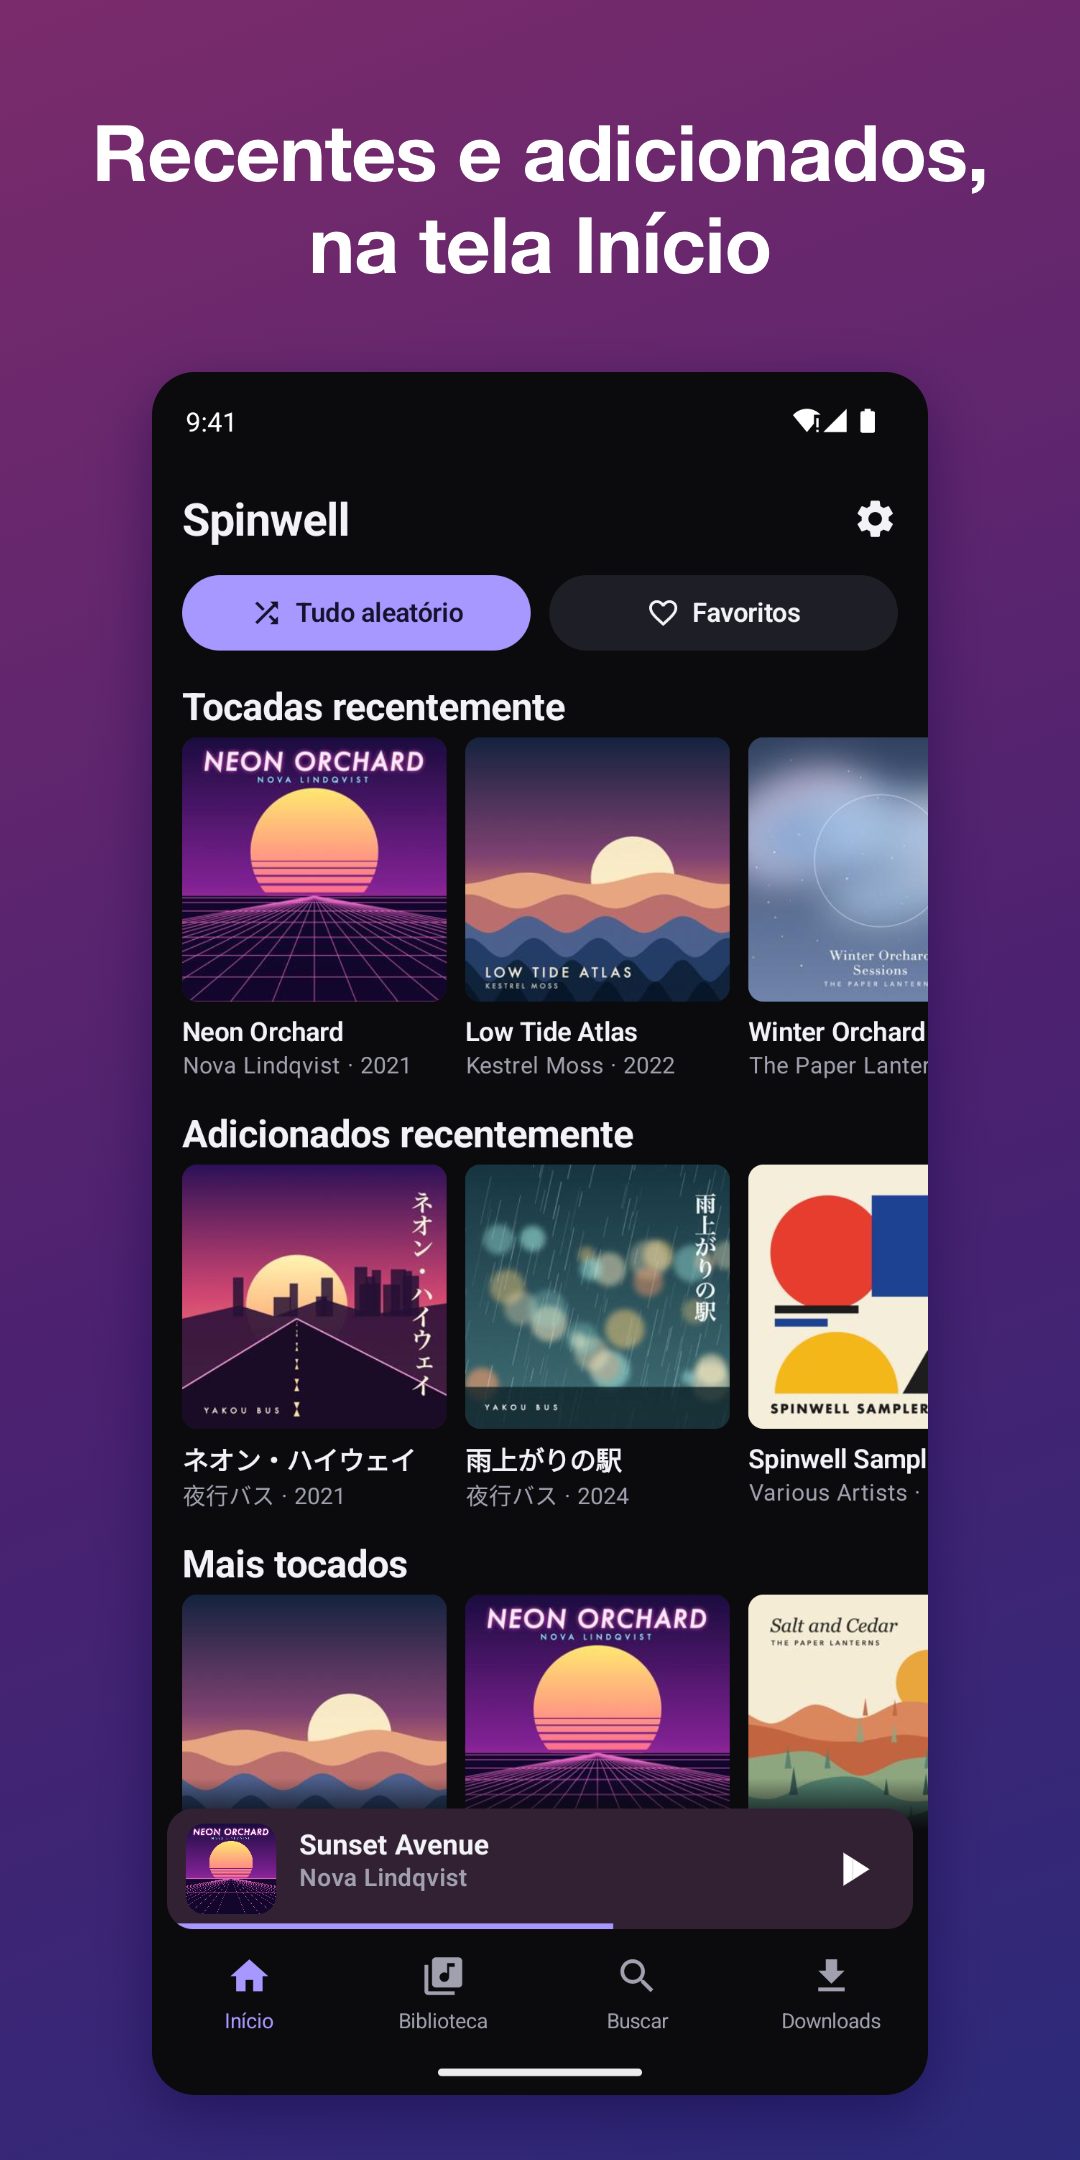 Recentes e adicionados,
na tela Início
9:41
Spinwell
Tudo aleatório
Favoritos
Tocadas recentemente
NEON ORCHARD
NOVA LINDQVIST
LOW TIDE ATLAS
KESTREL MOSS
Winter Orchard
Sessions
THE PAPER LANTERN
Neon Orchard
Nova Lindqvist · 2021
Low Tide Atlas
Kestrel Moss · 2022
Winter Orchard
The Paper Lanter
Adicionados recentemente
ネオン・ハイウェイ
YAKOU BUS
雨上がりの駅
YAKOU BUS
SPINWELL SAMPLER
ネオン・ハイウェイ
夜行バス · 2021
雨上がりの駅
夜行バス · 2024
Spinwell Sampl
Various Artists ·
Mais tocados
NEON ORCHARD
NOVA LINDQVIST
Salt and Cedar
THE PAPER LANTERNS
NEON ORCHARD
Sunset Avenue
Nova Lindqvist
Início
Biblioteca
Buscar
Downloads